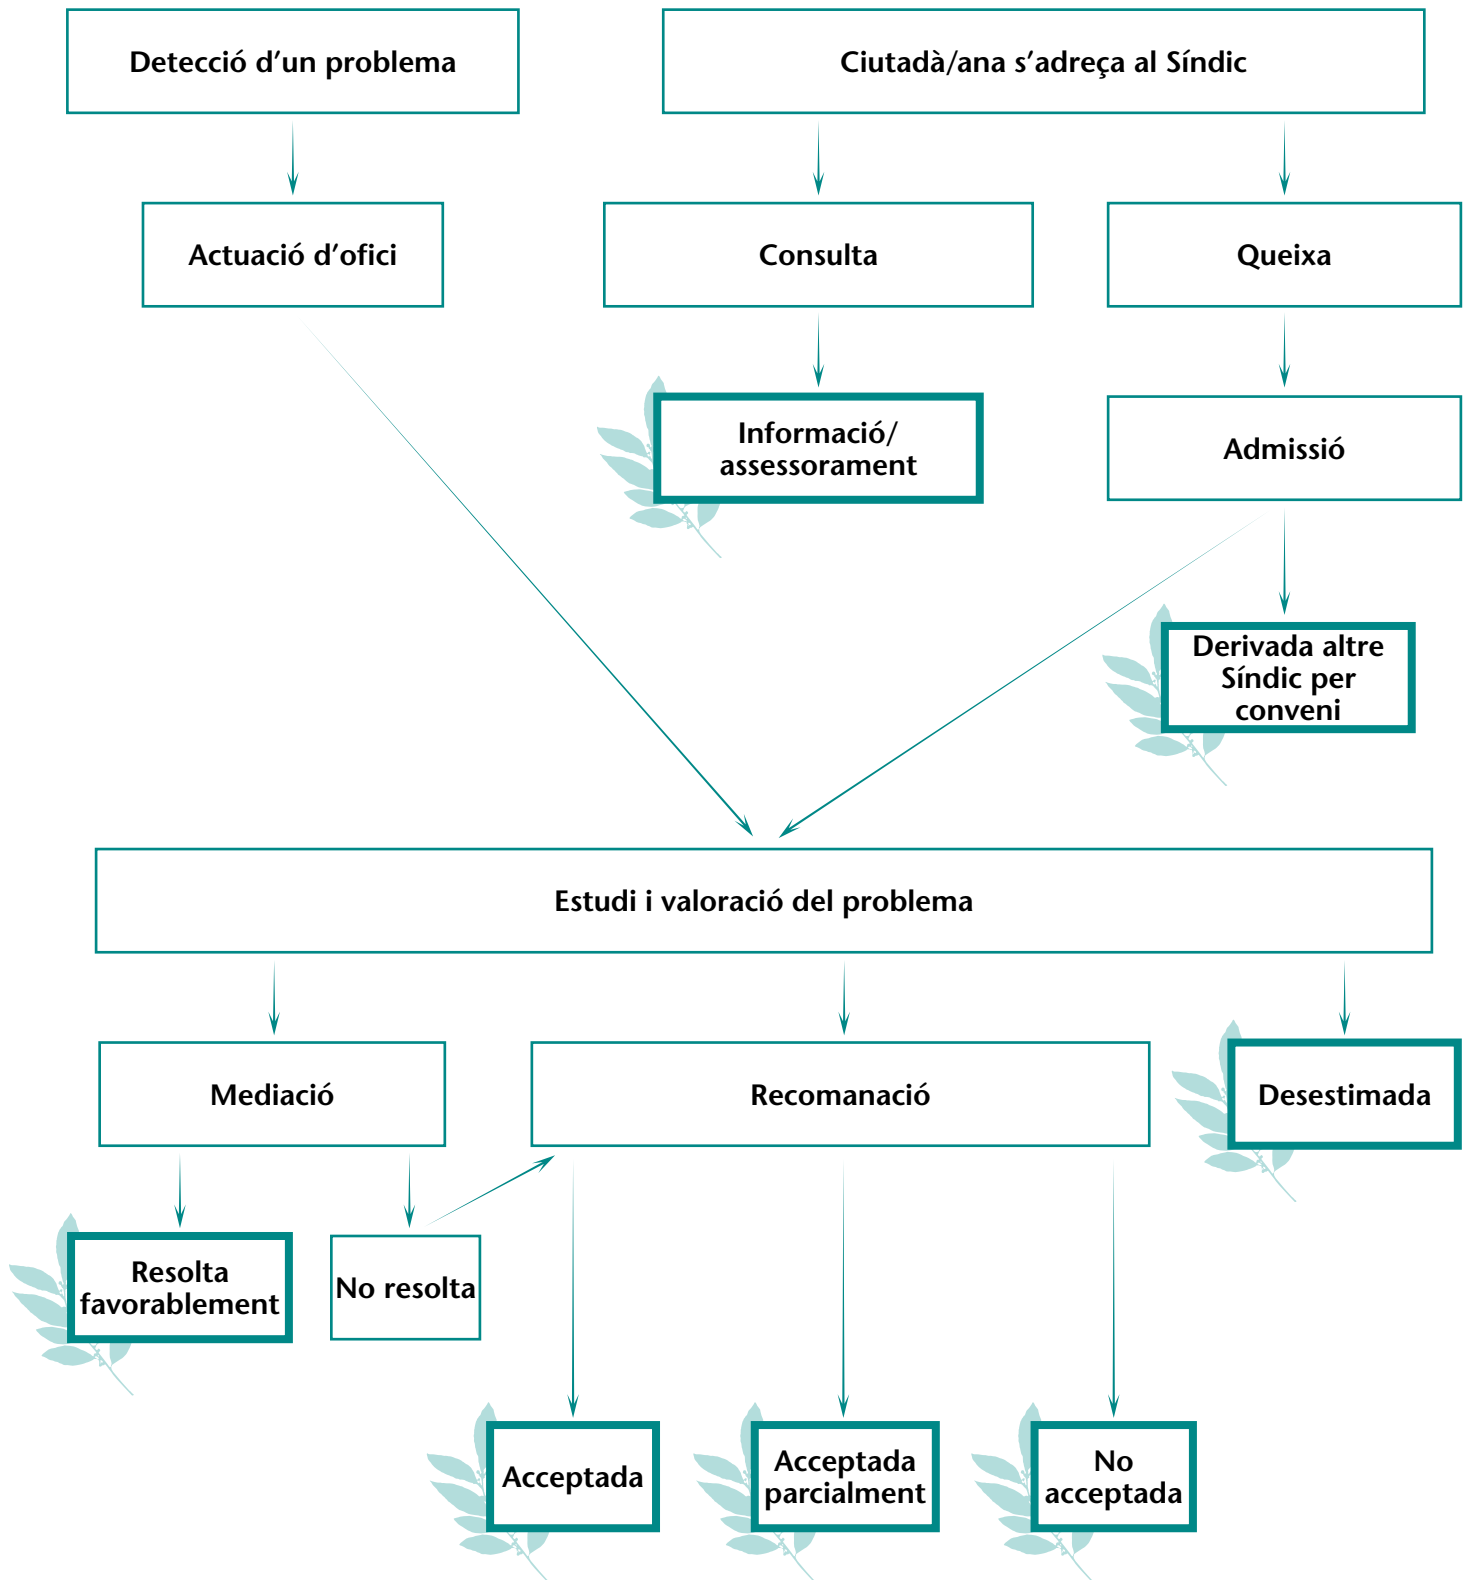 Detecció d’un problema
Ciutadà/ana s’adreça al Síndic
Actuació d’ofici
Consulta
Queixa
Informació/
assessorament
Admissió
Derivada altre
Síndic per
conveni
Estudi i valoració del problema
Mediació
Recomanació
Desestimada
Resolta
favorablement
No resolta
Acceptada
Acceptada
parcialment
No
acceptada